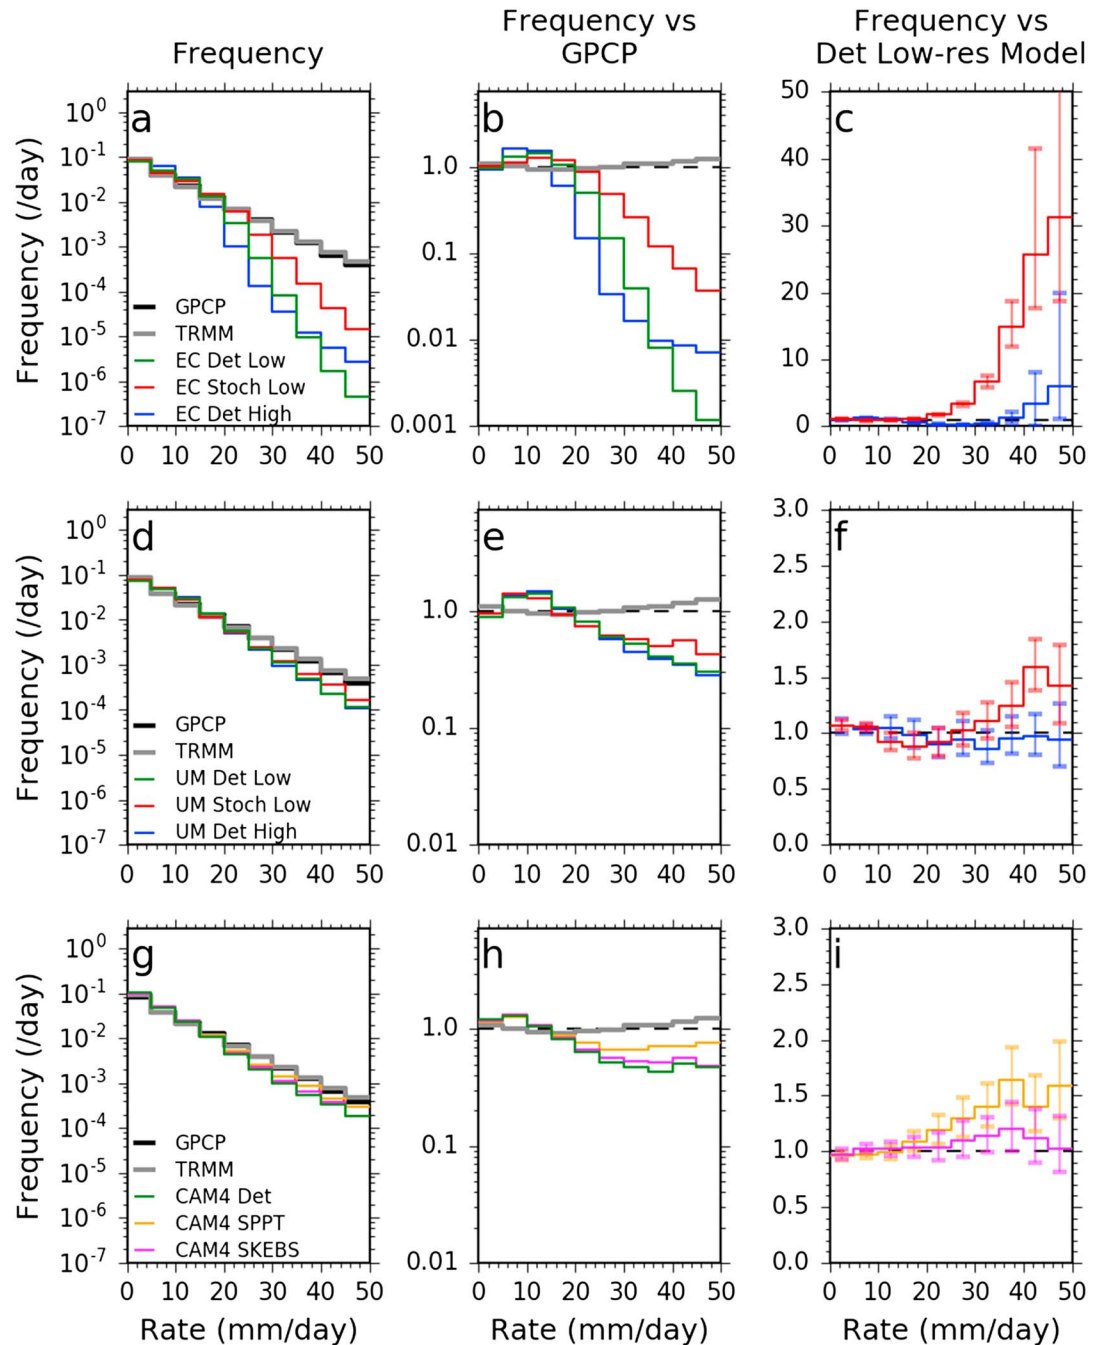 Frequency
Frequency vs
GPCP
Frequency vs
Det Low-res Model
Frequency (/day)
a
10^0
10^-1
10^-2
10^-3
10^-4
10^-5
10^-6
10^-7
GPCP
TRMM
EC Det Low
EC Stoch Low
EC Det High
0 10 20 30 40 50
b
1.0
0.1
0.01
0.001
0 10 20 30 40 50
c
50
40
30
20
10
0
0 10 20 30 40 50
Frequency (/day)
d
10^0
10^-1
10^-2
10^-3
10^-4
10^-5
10^-6
10^-7
GPCP
TRMM
UM Det Low
UM Stoch Low
UM Det High
0 10 20 30 40 50
e
1.0
0.1
0.01
0 10 20 30 40 50
f
3.0
2.5
2.0
1.5
1.0
0.5
0.0
0 10 20 30 40 50
Frequency (/day)
g
10^0
10^-1
10^-2
10^-3
10^-4
10^-5
10^-6
10^-7
GPCP
TRMM
CAM4 Det
CAM4 SPPT
CAM4 SKEBS
0 10 20 30 40 50
Rate (mm/day)
h
1.0
0.1
0.01
0 10 20 30 40 50
Rate (mm/day)
i
3.0
2.5
2.0
1.5
1.0
0.5
0.0
0 10 20 30 40 50
Rate (mm/day)